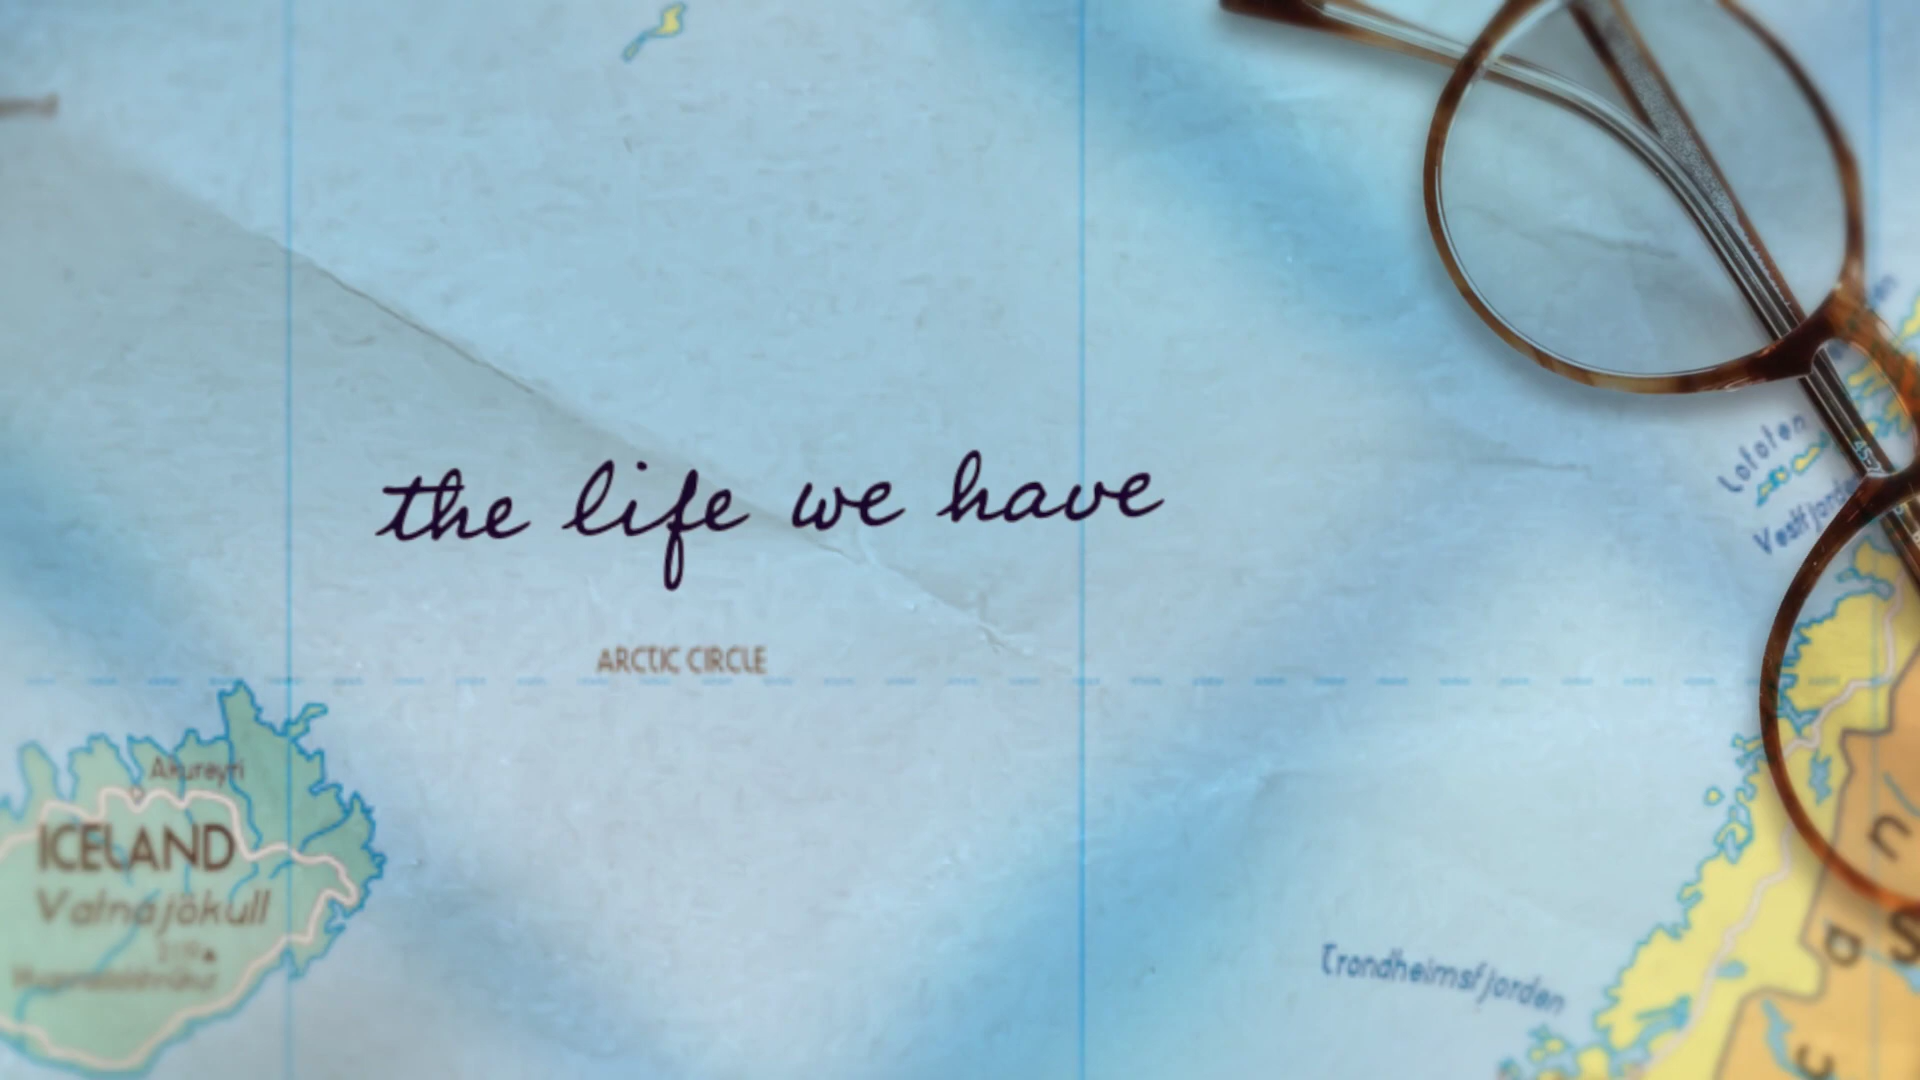 the life we have
ARCTIC CIRCLE
Akureyri
ICELAND
Vatnajökull
Lofoten
Vestfjorden
Trondheimsfjorden